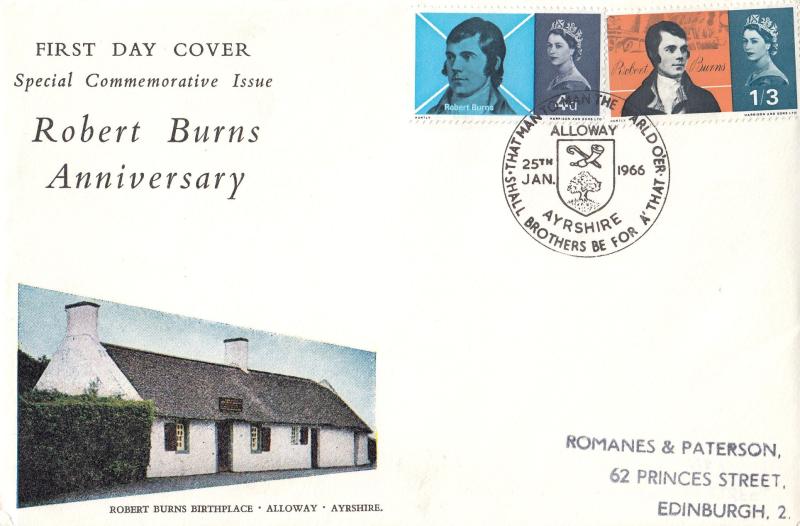 FIRST DAY COVER
Special Commemorative Issue
Robert Burns
Anniversary
Robert Burns
4d
HUNTLY
HARRISON AND SONS LTD
Robert Burns
1/3
HUNTLY
HARRISON AND SONS LTD
·THAT MAN TO MAN THE WARLD O'ER·
ALLOWAY
25TH JAN. 1966
AYRSHIRE
SHALL BROTHERS BE FOR A' THAT
ROBERT BURNS BIRTHPLACE · ALLOWAY · AYRSHIRE.
ROMANES & PATERSON,
62 PRINCES STREET,
EDINBURGH, 2.